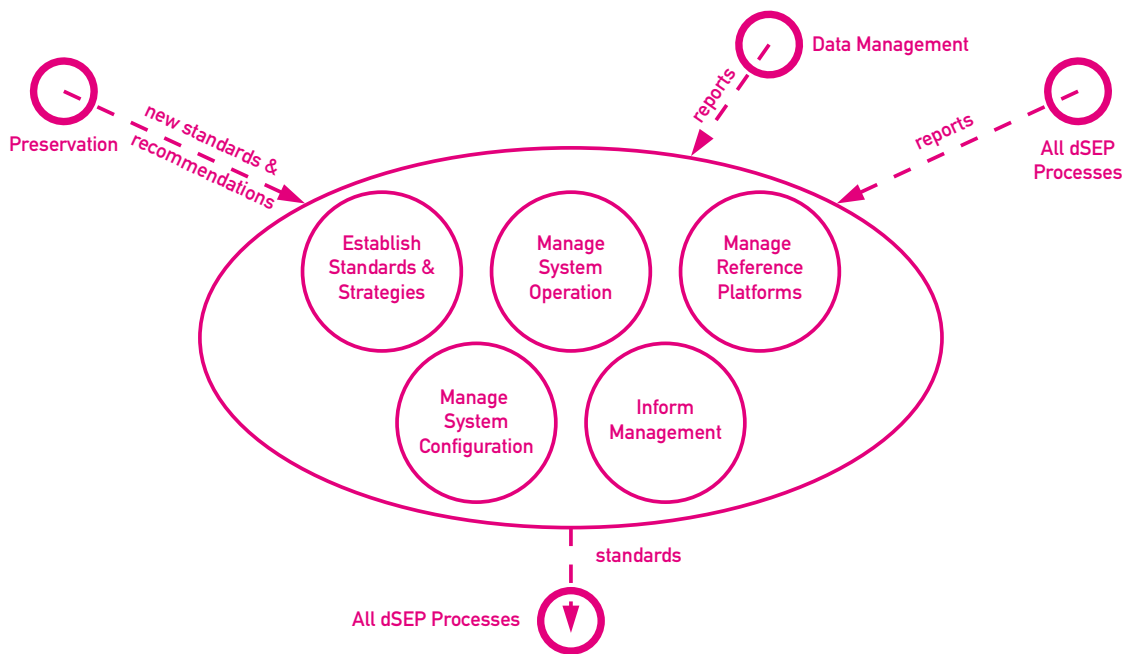 Data Management
reports
Preservation
new standards &
recommendations
reports
All dSEP
Processes
Establish
Standards &
Strategies
Manage
System
Operation
Manage
Reference
Platforms
Manage
System
Configuration
Inform
Management
standards
All dSEP Processes